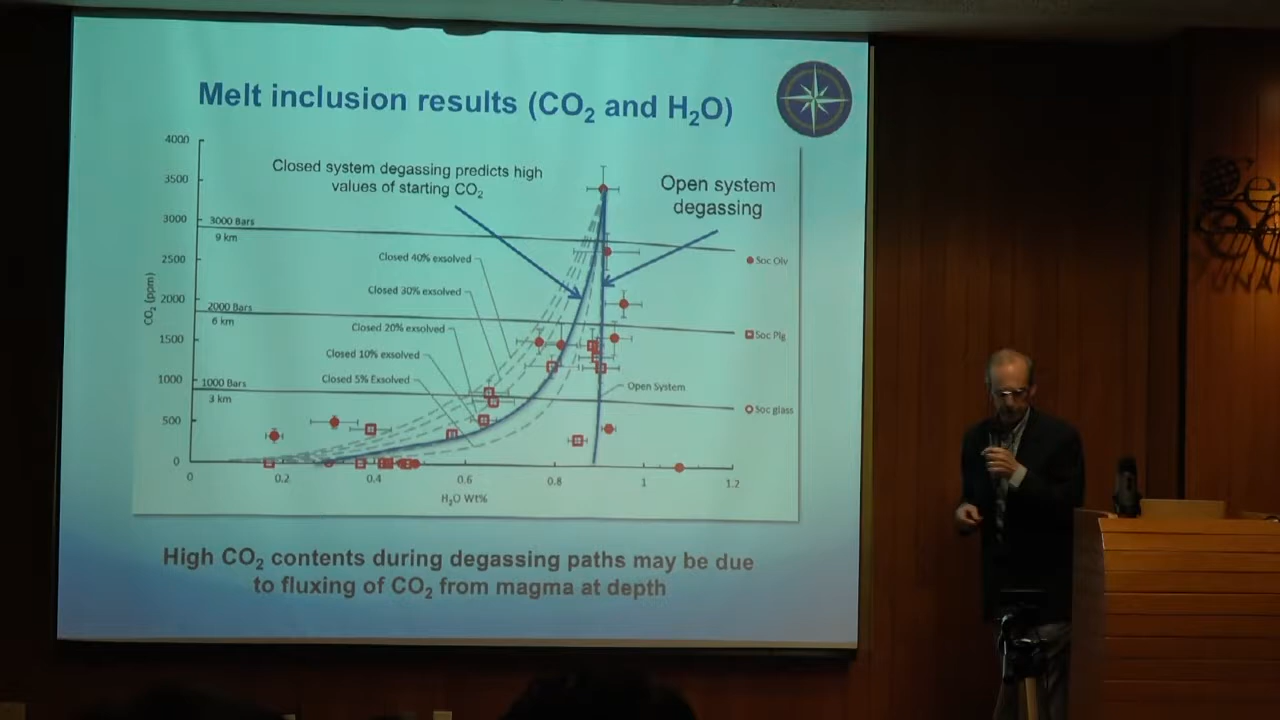 Melt inclusion results (CO₂ and H₂O)
4000
3500
3000
2500
2000
1500
1000
500
0
CO₂ (ppm)
Closed system degassing predicts high
values of starting CO₂
Open system
degassing
3000 Bars
9 km
Closed 40% exsolved
Closed 30% exsolved
2000 Bars
6 km
Closed 20% exsolved
Closed 10% exsolved
Closed 5% Exsolved
1000 Bars
3 km
Open System
Soc Olv
Soc Plg
Soc glass
0
0.2
0.4
0.6
0.8
1
1.2
H₂O Wt%
High CO₂ contents during degassing paths may be due
to fluxing of CO₂ from magma at depth